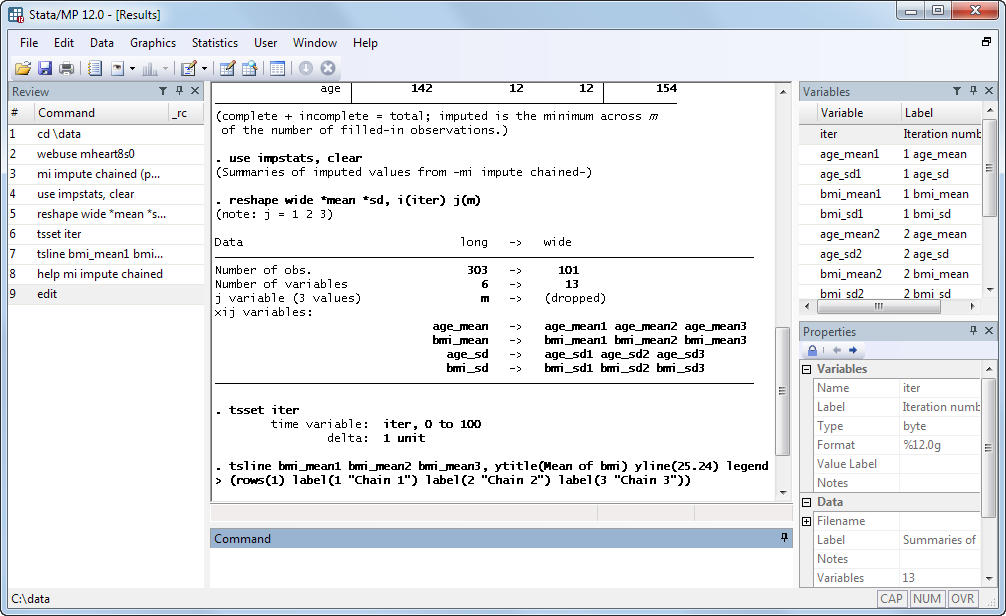 Stata/MP 12.0 - [Results]
File Edit Data Graphics Statistics User Window Help
Review
# Command _rc
1 cd \data
2 webuse mheart8s0
3 mi impute chained (p...
4 use impstats, clear
5 reshape wide *mean *s...
6 tsset iter
7 tsline bmi_mean1 bmi...
8 help mi impute chained
9 edit
age 142 12 12 154
(complete + incomplete = total; imputed is the minimum across m
of the number of filled-in observations.)
. use impstats, clear
(Summaries of imputed values from -mi impute chained-)
. reshape wide *mean *sd, i(iter) j(m)
(note: j = 1 2 3)
Data long -> wide
Number of obs. 303 -> 101
Number of variables 6 -> 13
j variable (3 values) m -> (dropped)
xij variables:
age_mean -> age_mean1 age_mean2 age_mean3
bmi_mean -> bmi_mean1 bmi_mean2 bmi_mean3
age_sd -> age_sd1 age_sd2 age_sd3
bmi_sd -> bmi_sd1 bmi_sd2 bmi_sd3
. tsset iter
time variable: iter, 0 to 100
delta: 1 unit
. tsline bmi_mean1 bmi_mean2 bmi_mean3, ytitle(Mean of bmi) yline(25.24) legend
> (rows(1) label(1 "Chain 1") label(2 "Chain 2") label(3 "Chain 3"))
Command
Variables
Variable Label
iter Iteration numb
age_mean1 1 age_mean
age_sd1 1 age_sd
bmi_mean1 1 bmi_mean
bmi_sd1 1 bmi_sd
age_mean2 2 age_mean
age_sd2 2 age_sd
bmi_mean2 2 bmi_mean
bmi_sd2 2 bmi_sd
Properties
Variables
Name iter
Label Iteration numb
Type byte
Format %12.0g
Value Label
Notes
Data
Filename
Label Summaries of
Notes
Variables 13
C:\data
CAP NUM OVR